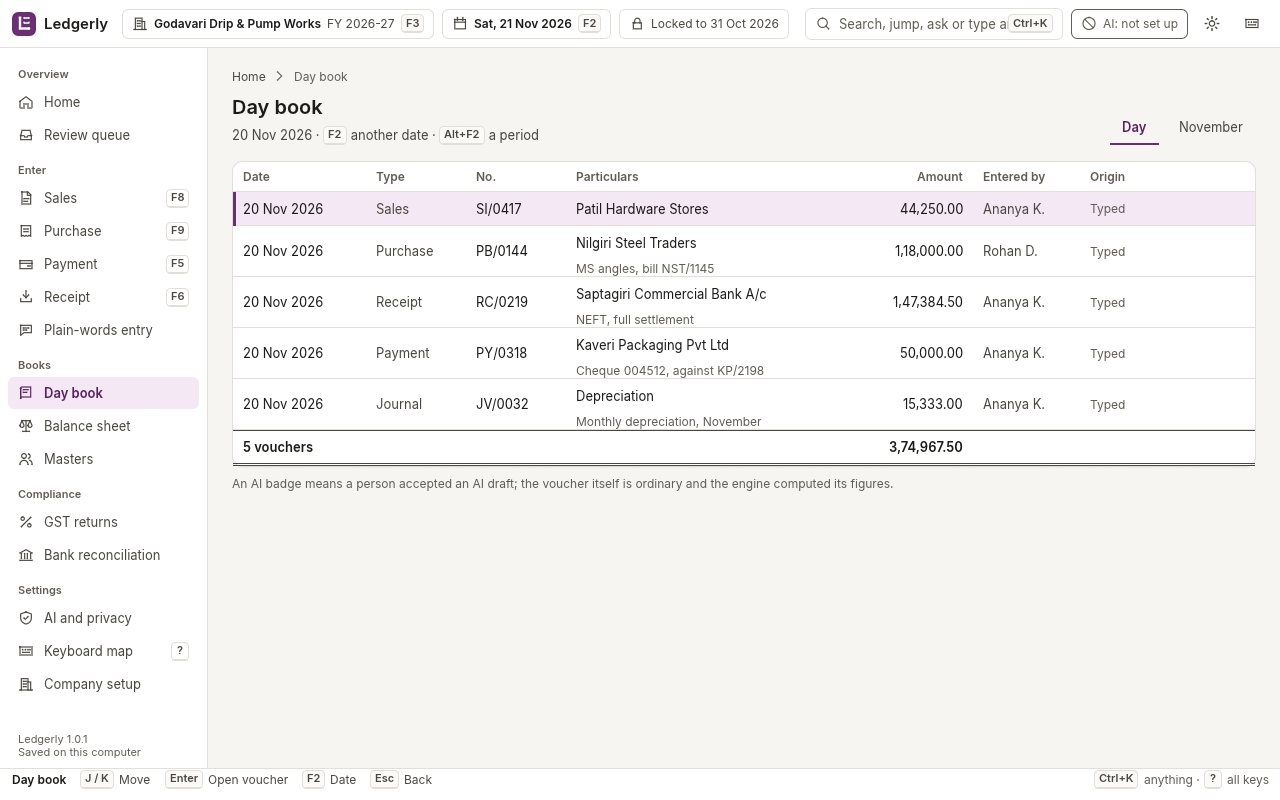 Ledgerly
Godavari Drip & Pump Works FY 2026-27 F3
Sat, 21 Nov 2026 F2
Locked to 31 Oct 2026
Search, jump, ask or type a Ctrl+K
AI: not set up
Overview
Home
Review queue
Enter
Sales F8
Purchase F9
Payment F5
Receipt F6
Plain-words entry
Books
Day book
Balance sheet
Masters
Compliance
GST returns
Bank reconciliation
Settings
AI and privacy
Keyboard map ?
Company setup
Ledgerly 1.0.1
Saved on this computer
Home > Day book
Day book
20 Nov 2026 · F2 another date · Alt+F2 a period
Day November
Date Type No. Particulars Amount Entered by Origin
20 Nov 2026 Sales SI/0417 Patil Hardware Stores 44,250.00 Ananya K. Typed
20 Nov 2026 Purchase PB/0144 Nilgiri Steel Traders 1,18,000.00 Rohan D. Typed
MS angles, bill NST/1145
20 Nov 2026 Receipt RC/0219 Saptagiri Commercial Bank A/c 1,47,384.50 Ananya K. Typed
NEFT, full settlement
20 Nov 2026 Payment PY/0318 Kaveri Packaging Pvt Ltd 50,000.00 Ananya K. Typed
Cheque 004512, against KP/2198
20 Nov 2026 Journal JV/0032 Depreciation 15,333.00 Ananya K. Typed
Monthly depreciation, November
5 vouchers 3,74,967.50
An AI badge means a person accepted an AI draft; the voucher itself is ordinary and the engine computed its figures.
Day book J / K Move Enter Open voucher F2 Date Esc Back
Ctrl+K anything · ? all keys